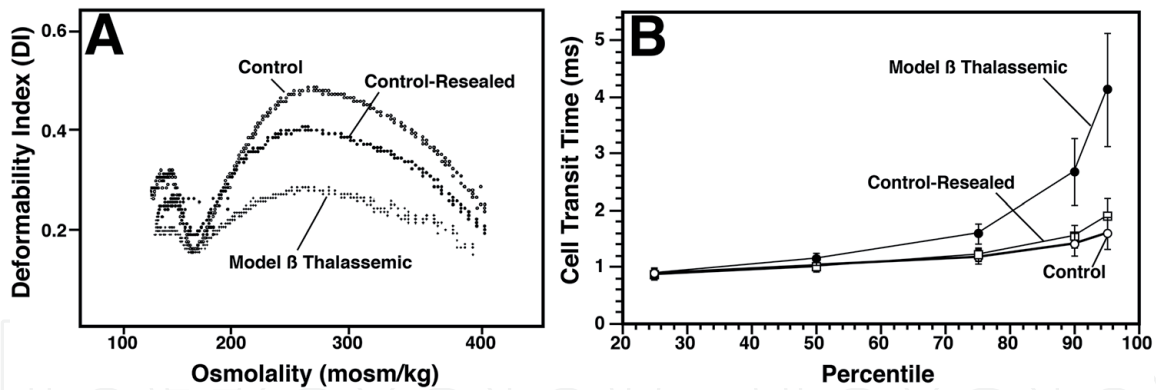 A
Deformability Index (DI)
0.6
0.4
0.2
Control
Control-Resealed
Model ß Thalassemic
100 200 300 400
Osmolality (mosm/kg)
B
Cell Transit Time (ms)
5
4
3
2
1
0
Model ß Thalassemic
Control-Resealed
Control
20 30 40 50 60 70 80 90 100
Percentile